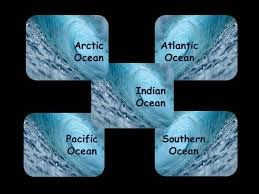 Arctic
Ocean
Atlantic
Ocean
Indian
Ocean
Pacific
Ocean
Southern
Ocean